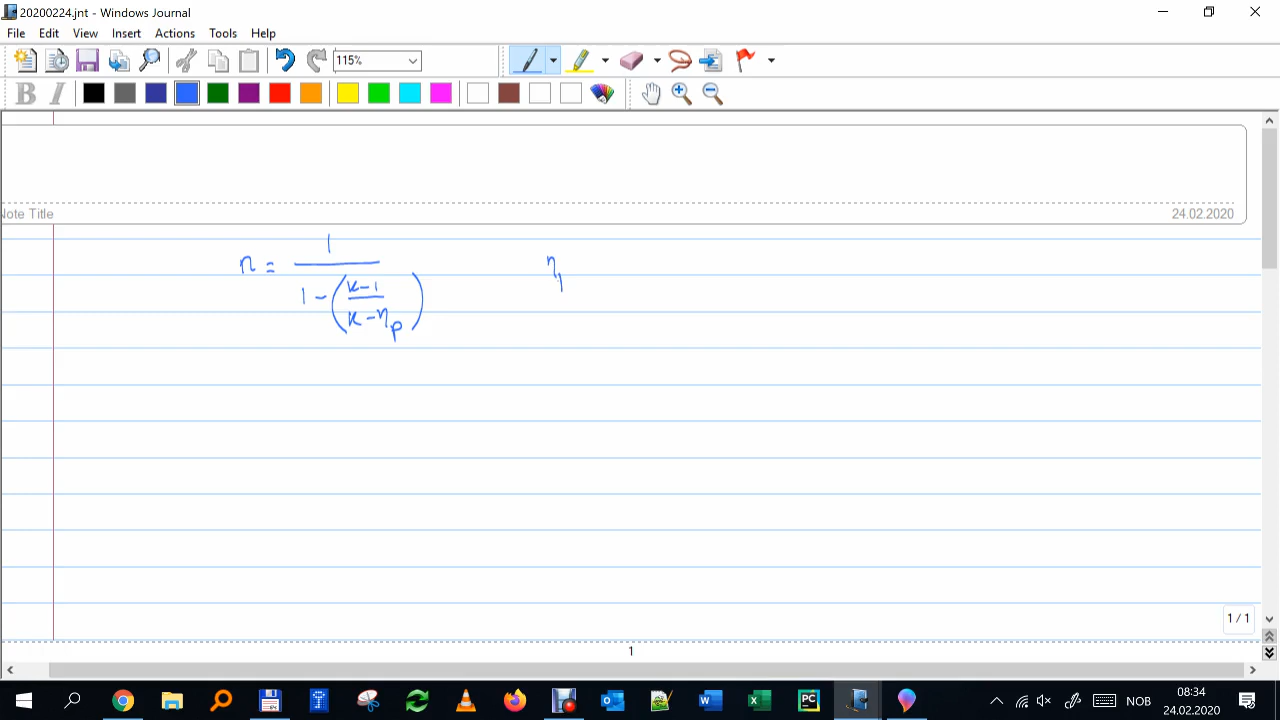 20200224.jnt - Windows Journal
File Edit View Insert Actions Tools Help
115%
B I
Note Title
24.02.2020
n = 1 / (1 - ((κ-1)/(κ-η_p)))
η
1 / 1
1
NOB
08:34
24.02.2020